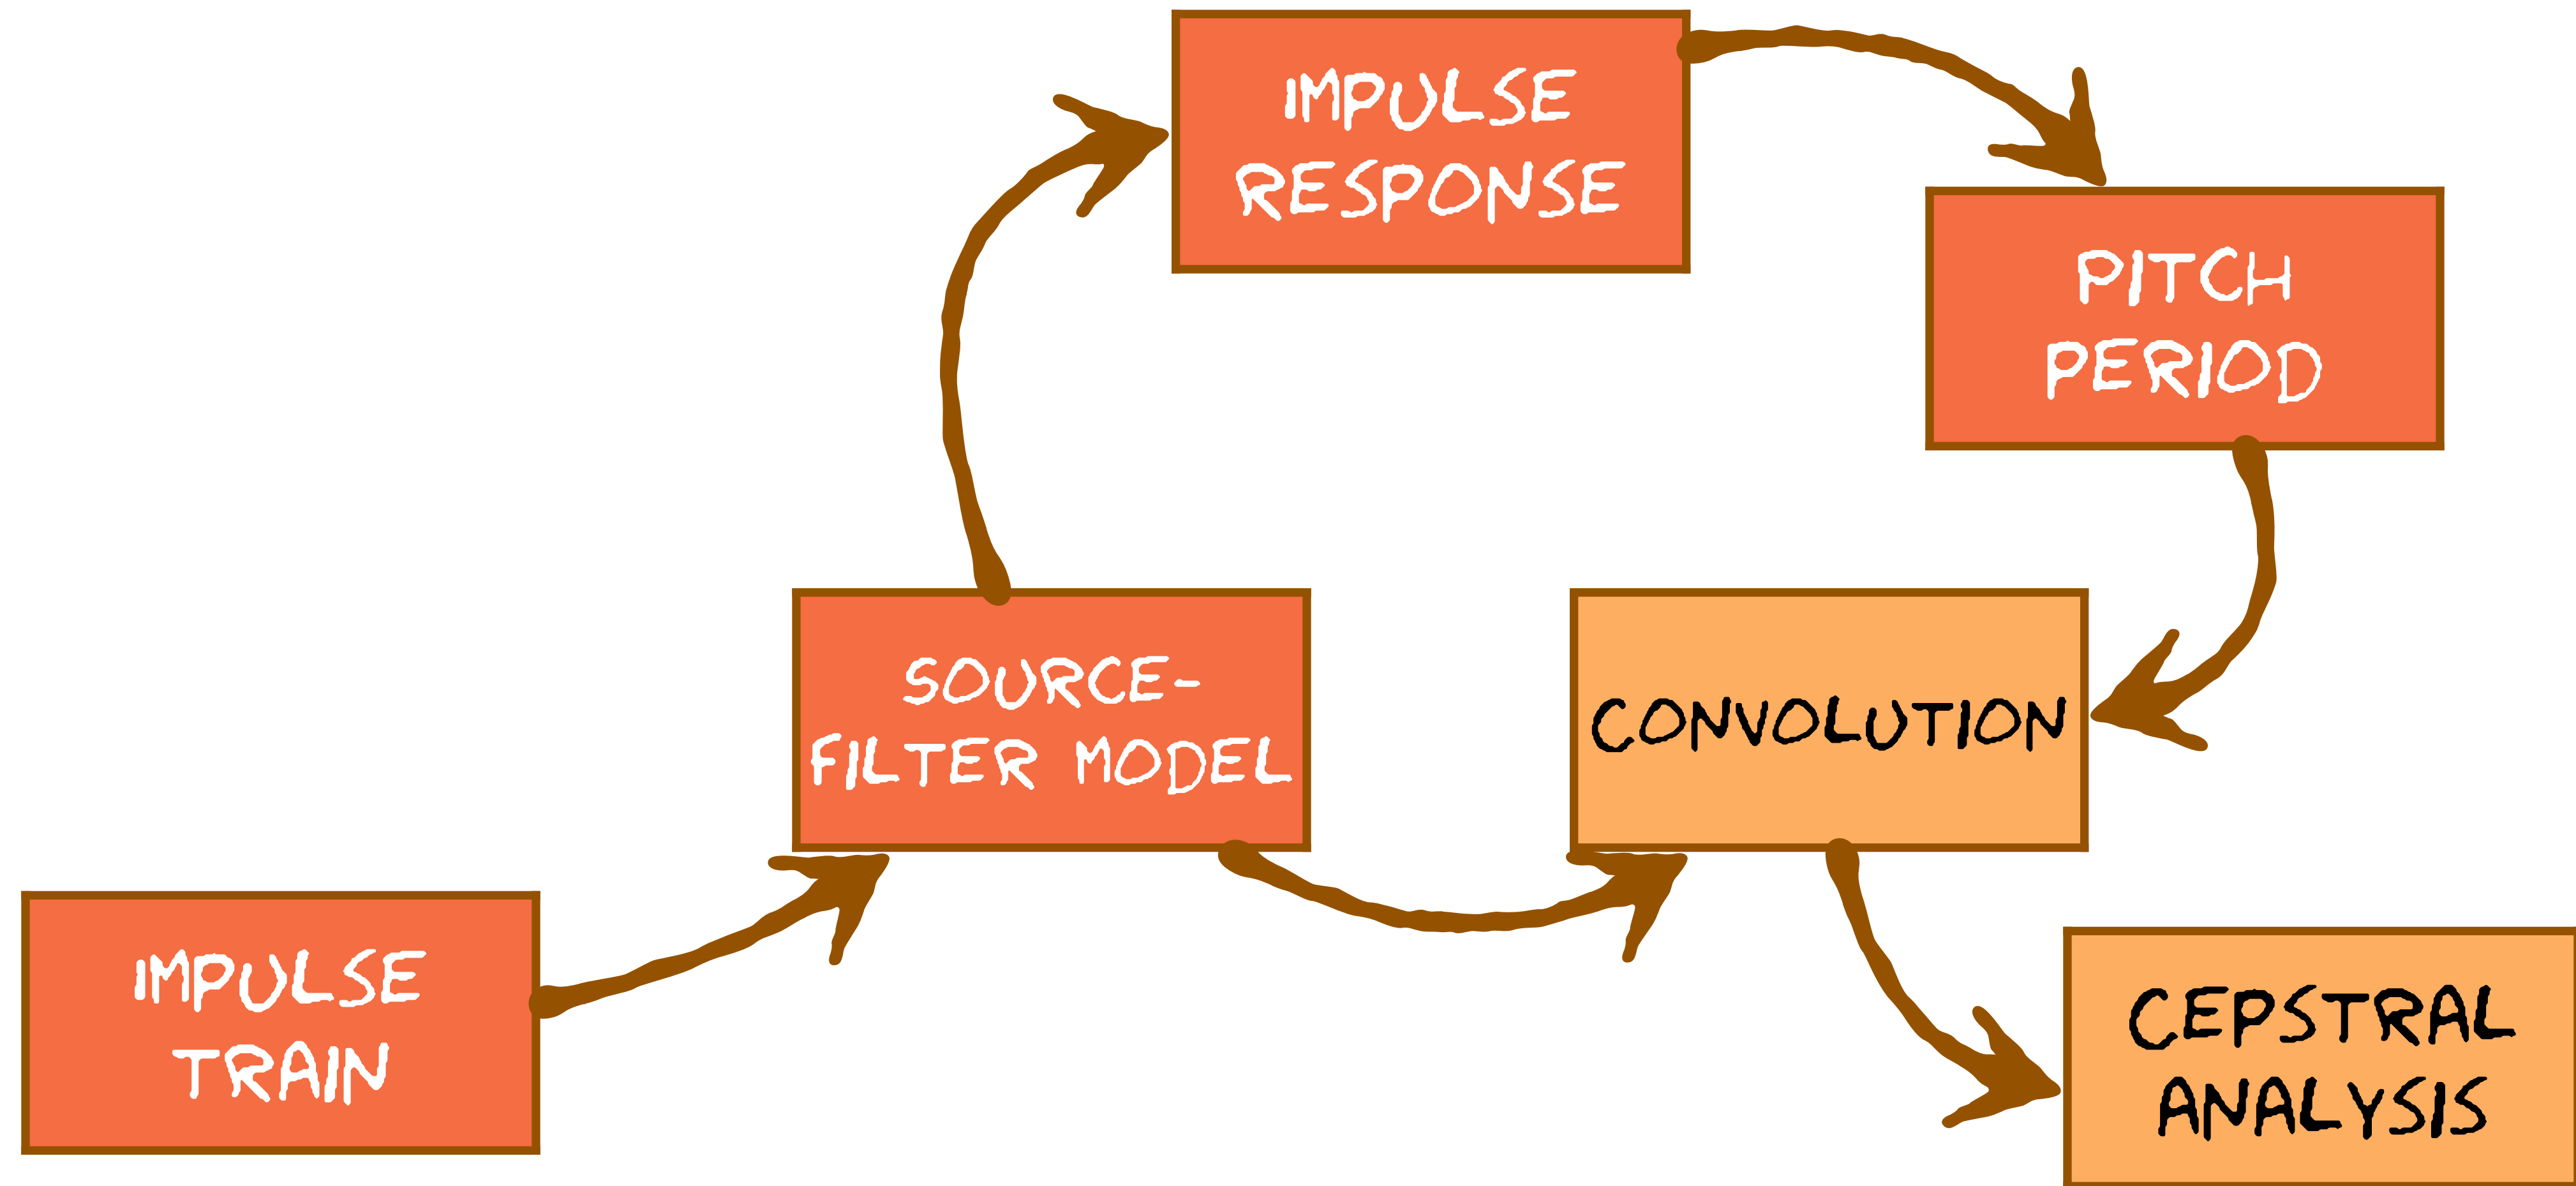 IMPULSE
RESPONSE
PITCH
PERIOD
SOURCE-
FILTER MODEL
CONVOLUTION
IMPULSE
TRAIN
CEPSTRAL
ANALYSIS